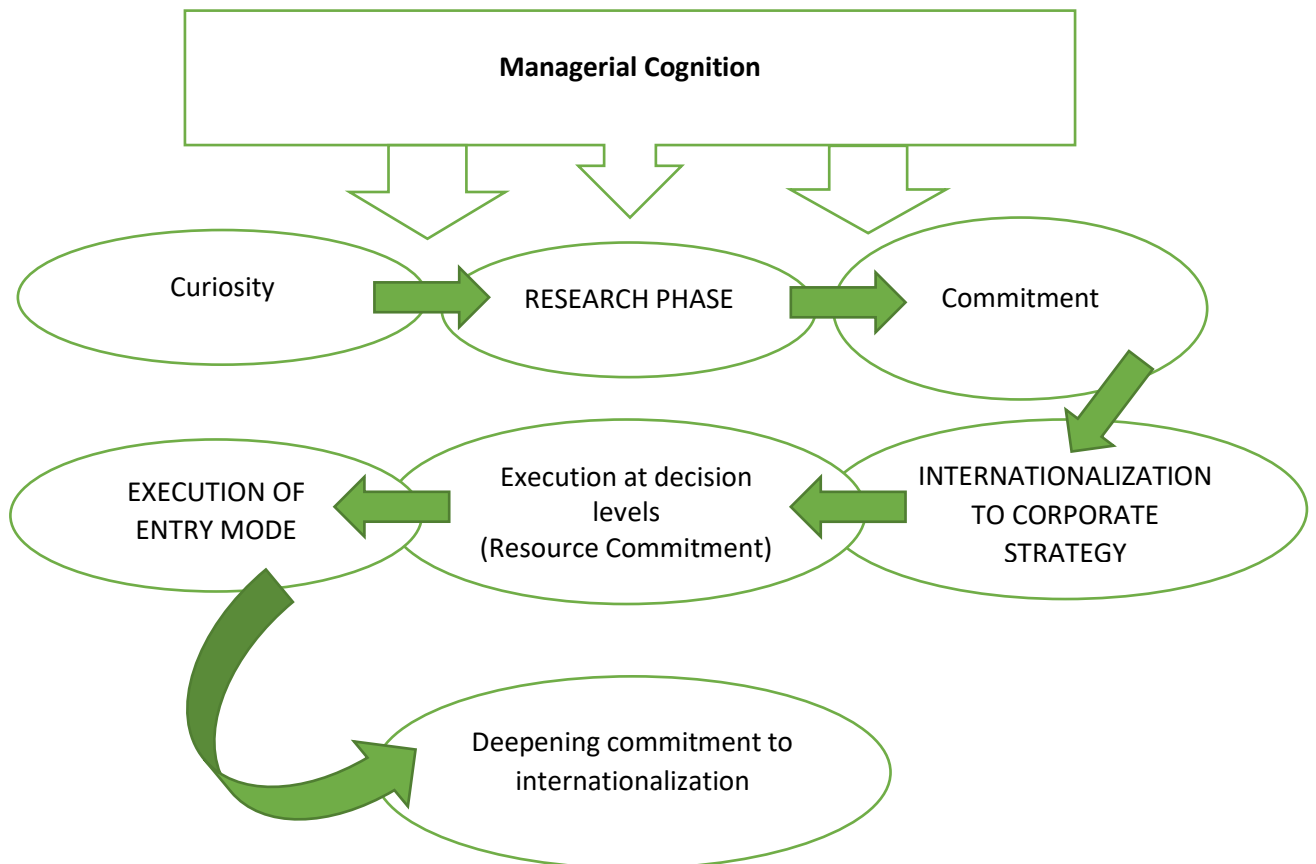 Managerial Cognition
Curiosity
RESEARCH PHASE
Commitment
INTERNATIONALIZATION
TO CORPORATE
STRATEGY
Execution at decision
levels
(Resource Commitment)
EXECUTION OF
ENTRY MODE
Deepening commitment to
internationalization